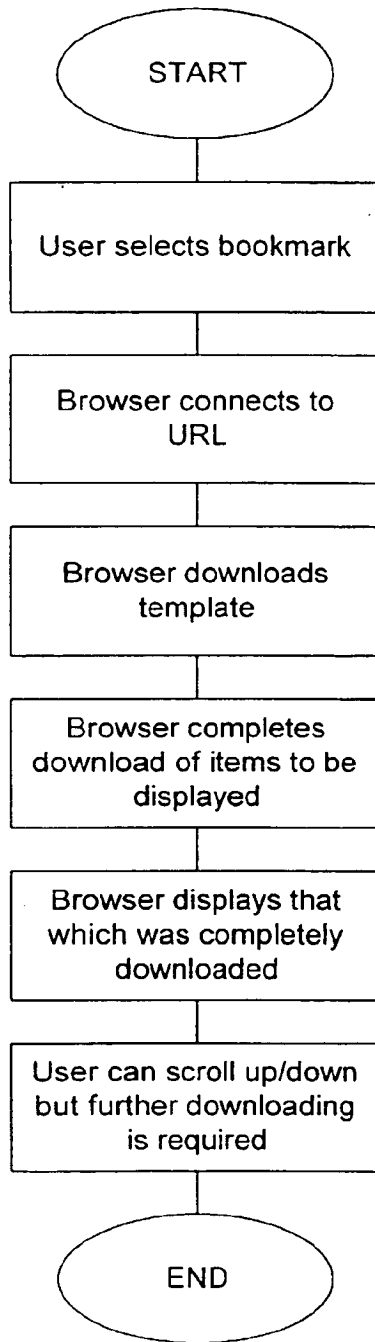 START
User selects bookmark
Browser connects to
URL
Browser downloads
template
Browser completes
download of items to be
displayed
Browser displays that
which was completely
downloaded
User can scroll up/down
but further downloading
is required
END